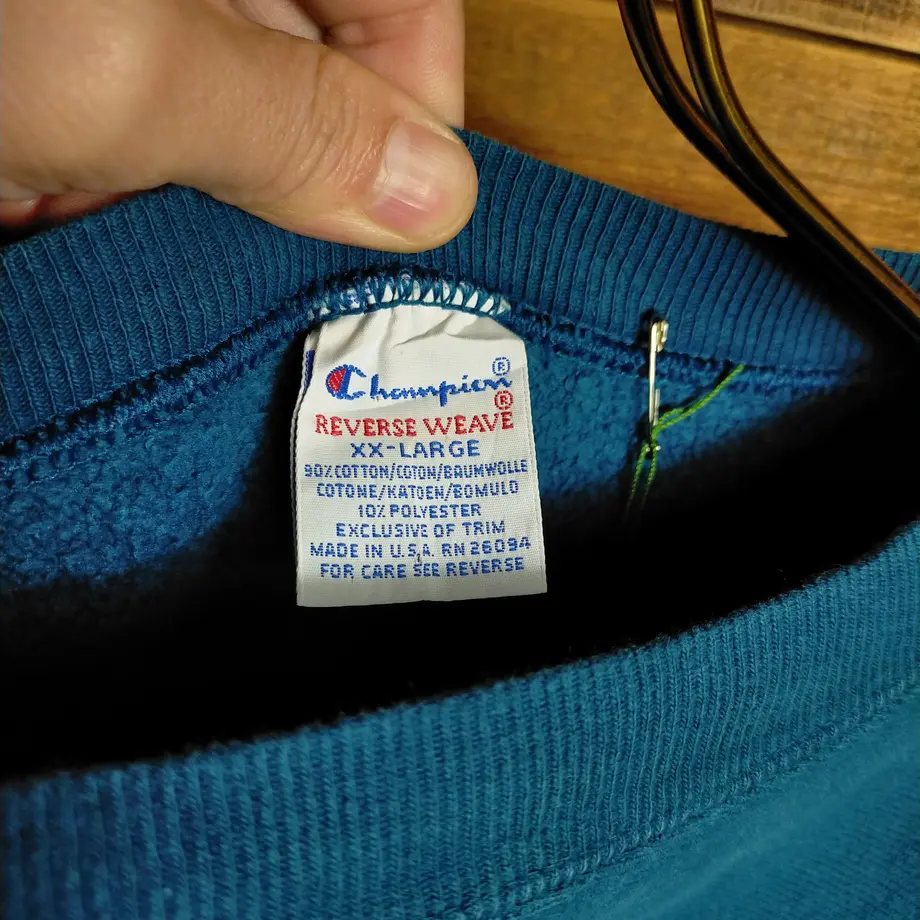 Champion®
REVERSE WEAVE®
XX-LARGE
90% COTTON/COTON/BAUMWOLLE
COTONE/KATOEN/BOMULD
10% POLYESTER
EXCLUSIVE OF TRIM
MADE IN U.S.A. RN 26094
FOR CARE SEE REVERSE